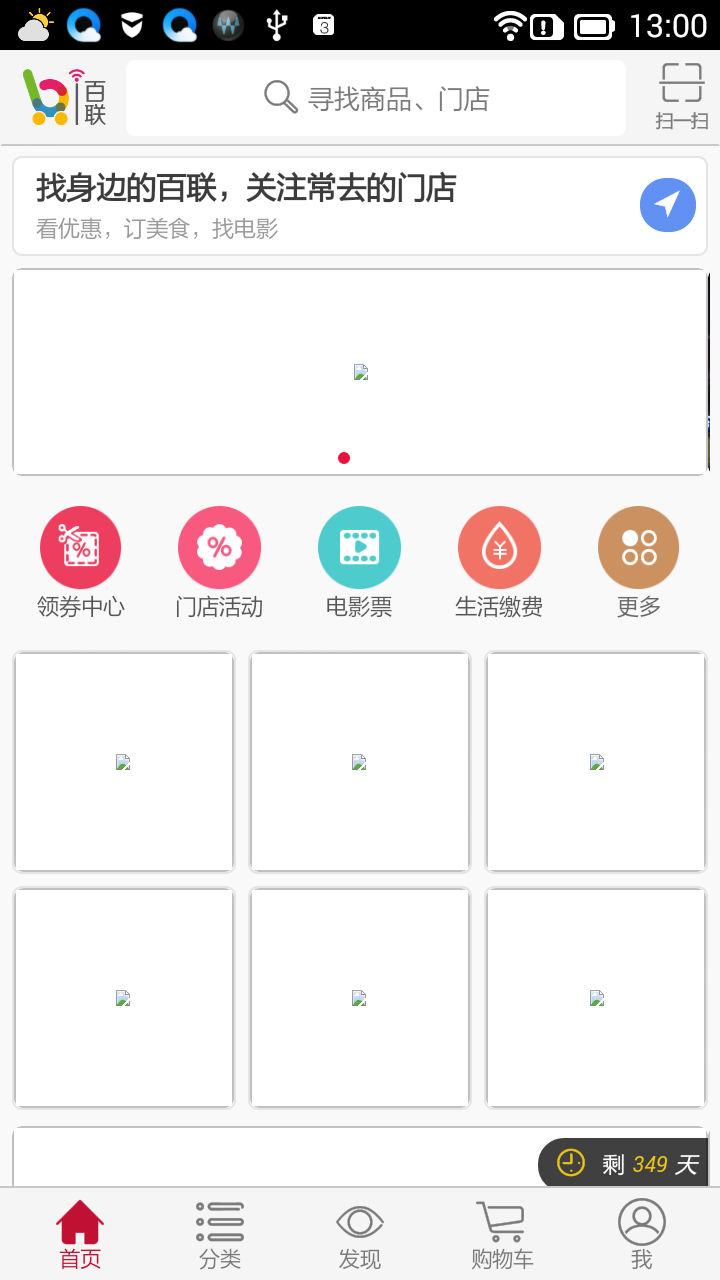 13:00
3
百联
寻找商品、门店
扫一扫
找身边的百联，关注常去的门店
看优惠，订美食，找电影
领券中心
门店活动
电影票
生活缴费
更多
剩 349 天
首页
分类
发现
购物车
我